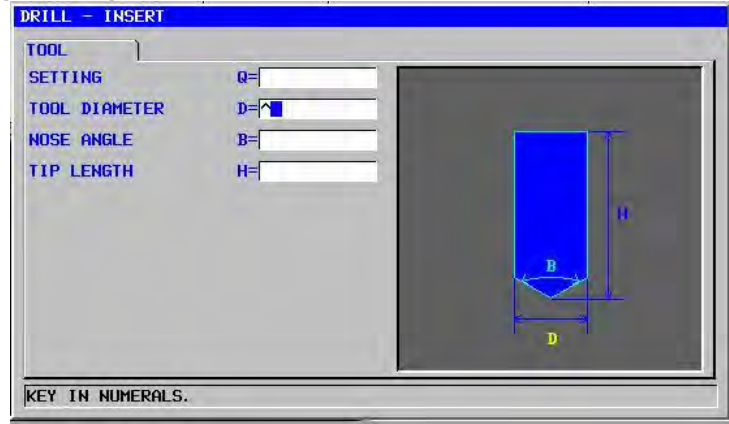 DRILL - INSERT
TOOL
SETTING Q=
TOOL DIAMETER D=^
NOSE ANGLE B=
TIP LENGTH H=
H
B
D
KEY IN NUMERALS.